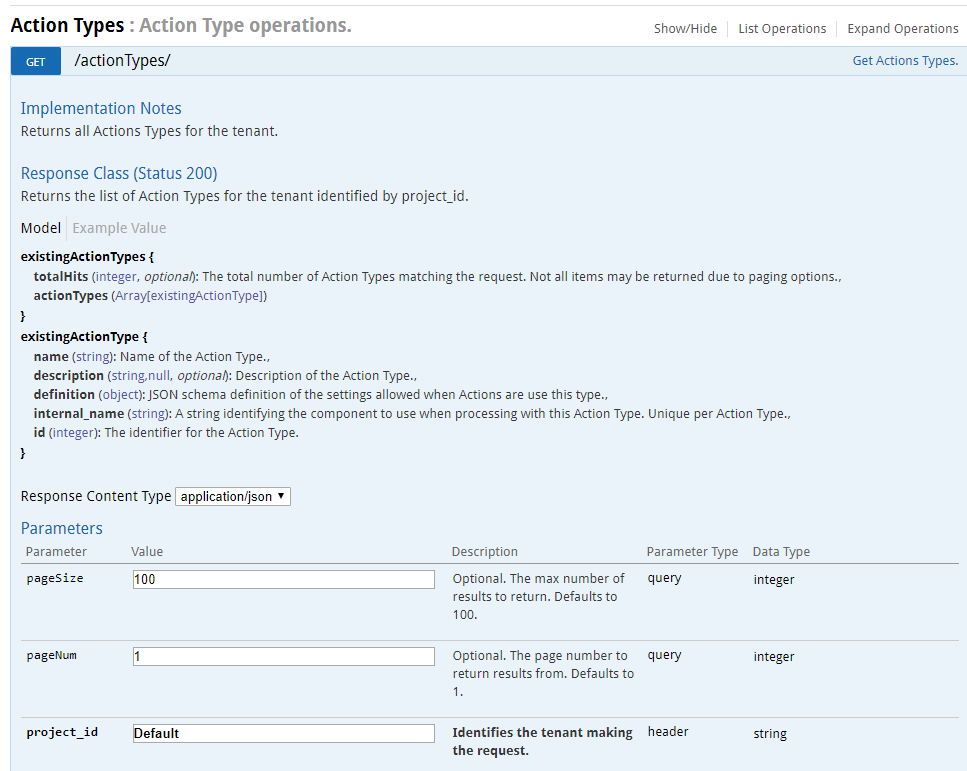 Action Types : Action Type operations.
Show/Hide
List Operations
Expand Operations
GET /actionTypes/
Get Actions Types.
Implementation Notes
Returns all Actions Types for the tenant.
Response Class (Status 200)
Returns the list of Action Types for the tenant identified by project_id.
Model
Example Value
existingActionTypes {
totalHits (integer, optional): The total number of Action Types matching the request. Not all items may be returned due to paging options.,
actionTypes (Array[existingActionType])
}
existingActionType {
name (string): Name of the Action Type.,
description (string,null, optional): Description of the Action Type.,
definition (object): JSON schema definition of the settings allowed when Actions are use this type.,
internal_name (string): A string identifying the component to use when processing with this Action Type. Unique per Action Type.,
id (integer): The identifier for the Action Type.
}
Response Content Type application/json ▼
Parameters
Parameter Value Description Parameter Type Data Type
pageSize 100 Optional. The max number of query integer
results to return. Defaults to
100.
pageNum 1 Optional. The page number to query integer
return results from. Defaults to
1.
project_id Default Identifies the tenant making header string
the request.